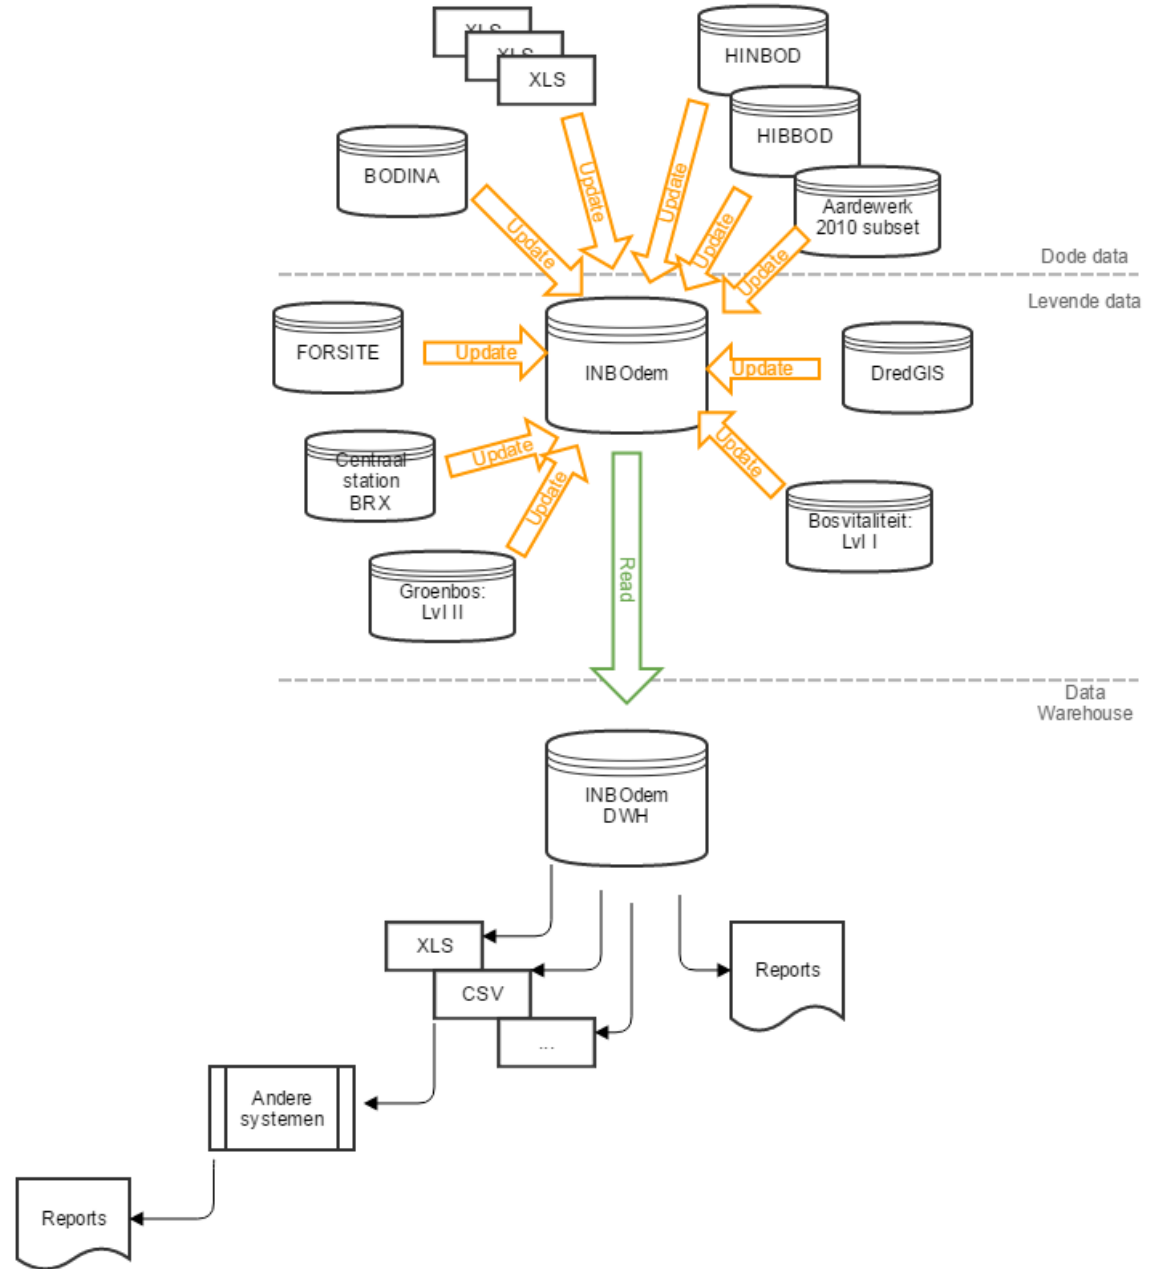 XLS
XLS
XLS
HINBOD
HIBBOD
BODINA
Aardewerk
2010 subset
Update
Update
Update
Update
Update
Dode data
Levende data
FORSITE
Update
INBOdem
Update
DredGIS
Centraal
station
BRX
Update
Update
Update
Bosvitaliteit:
Lvl I
Groenbos:
Lvl II
Read
Data
Warehouse
INBOdem
DWH
XLS
CSV
...
Reports
Andere
systemen
Reports